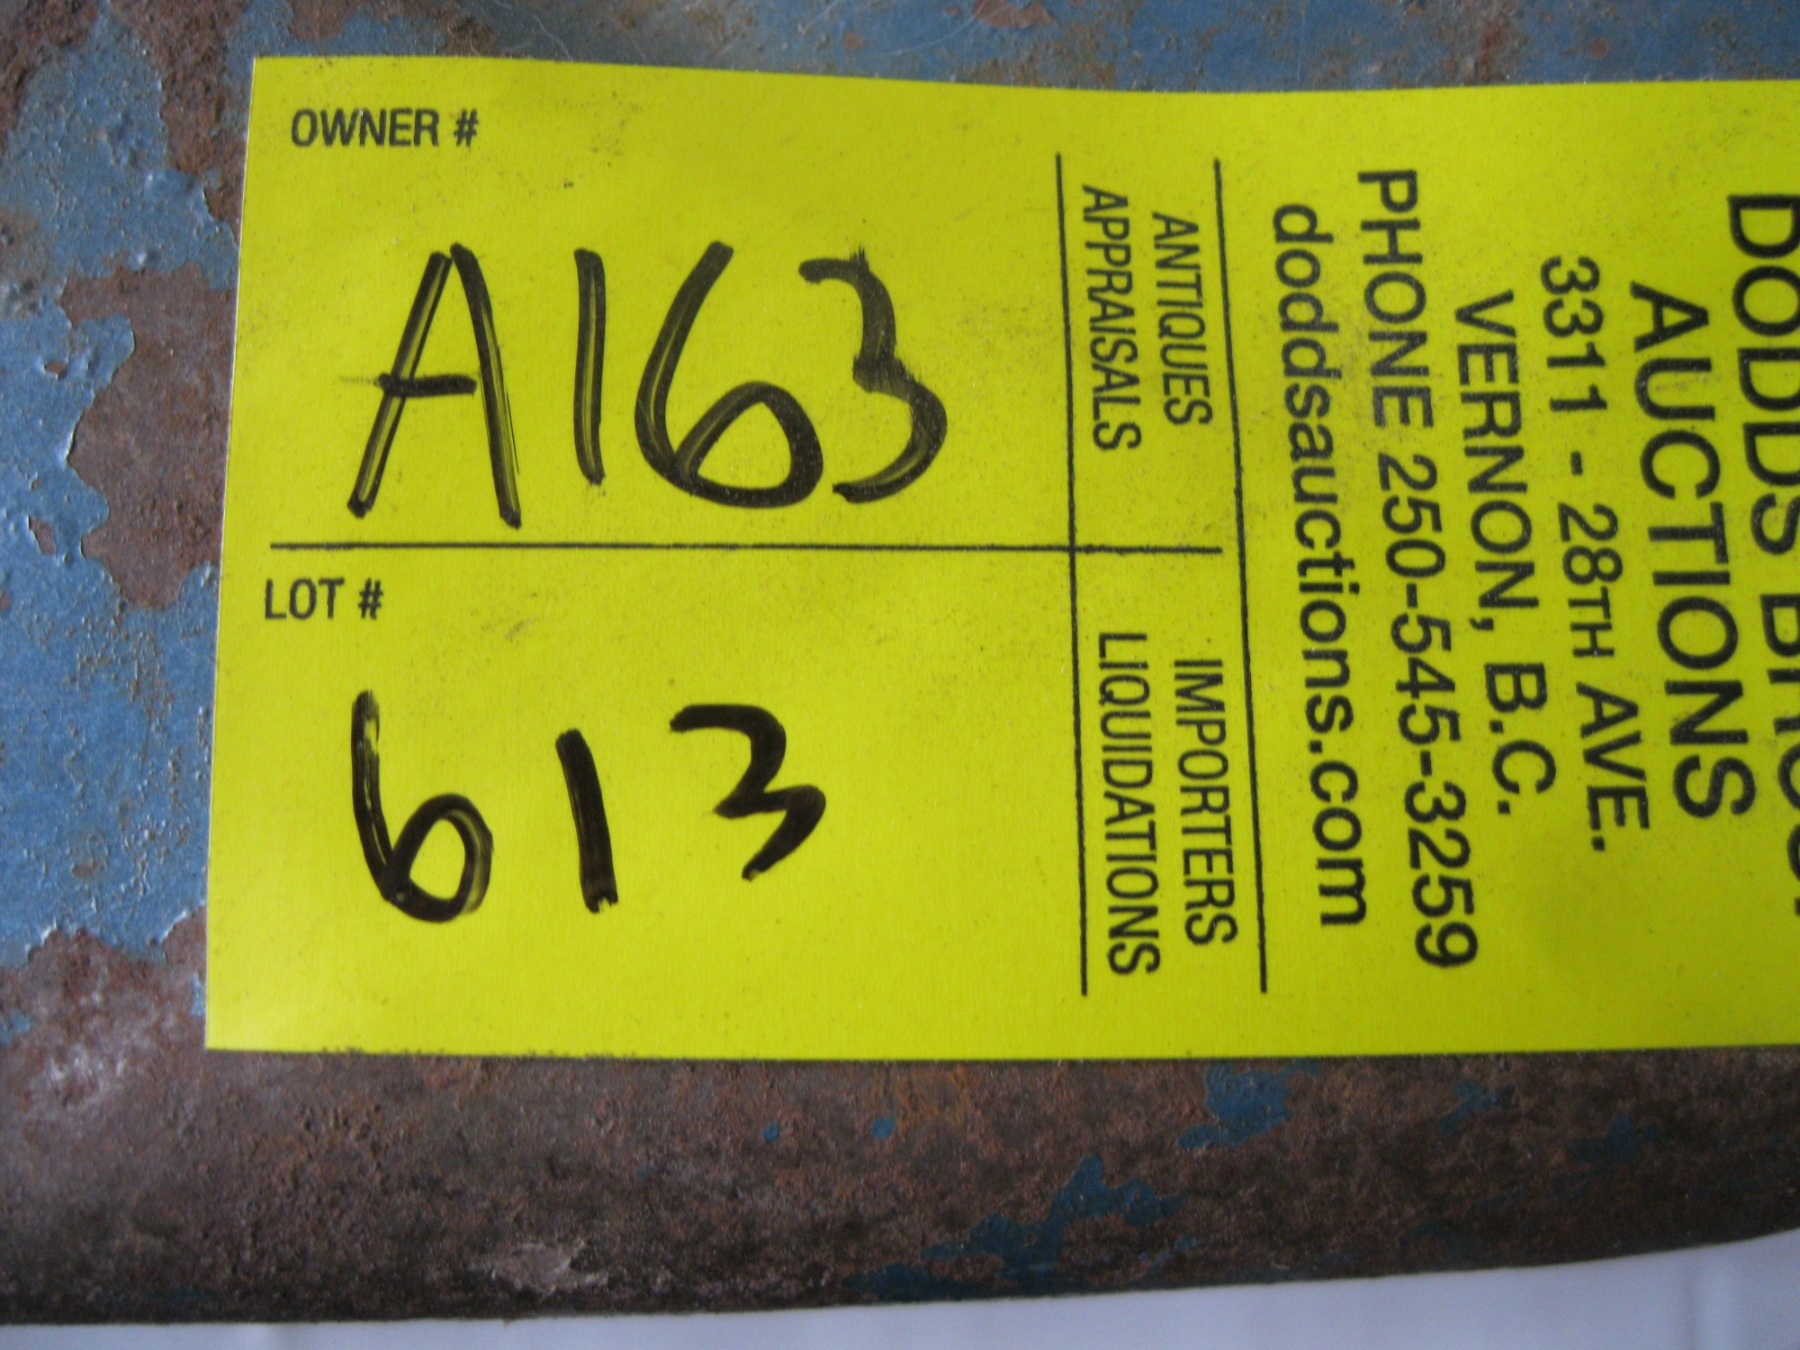 OWNER #
A163
LOT #
613
DODDS
AUCTIONS
3311 - 28TH AVE.
VERNON, B.C.
PHONE 250-545-3259
doddsauctions.com
ANTIQUES
APPRAISALS
IMPORTERS
LIQUIDATIONS